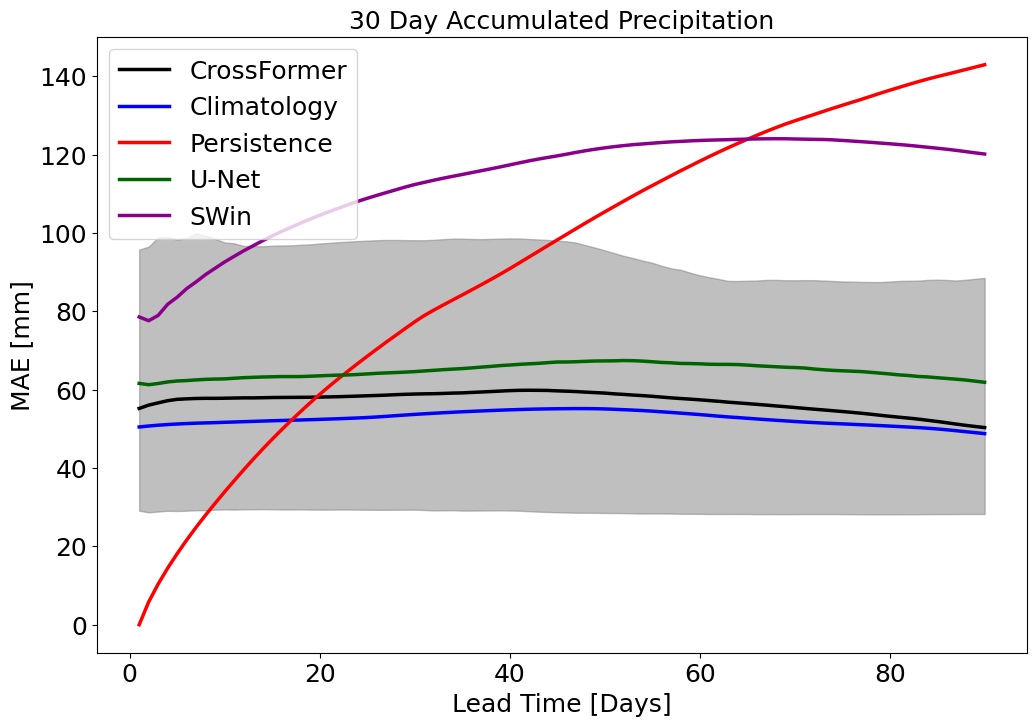 30 Day Accumulated Precipitation
CrossFormer
Climatology
Persistence
U-Net
SWin
MAE [mm]
140
120
100
80
60
40
20
0
0 20 40 60 80
Lead Time [Days]